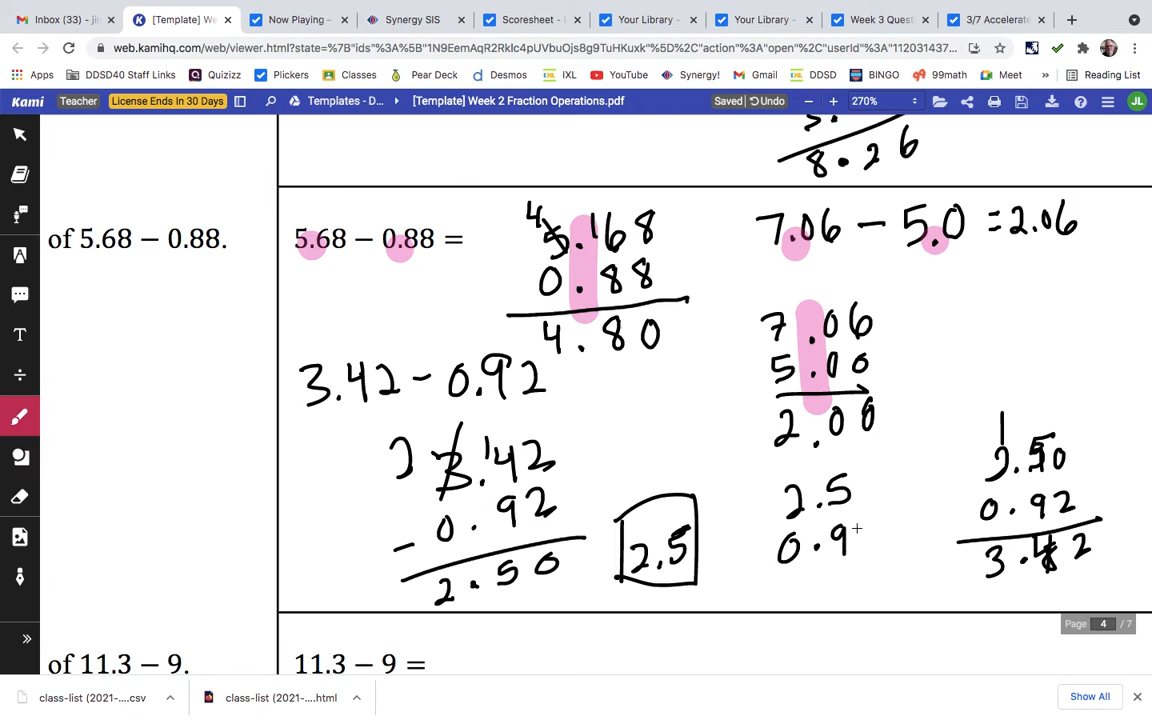 Inbox (33) - jir
[Template] We
Now Playing -
Synergy SIS
Scoresheet -
Your Library -
Your Library -
Week 3 Quest
3/7 Accelerate
web.kamihq.com/web/viewer.html?state=%7B"ids"%3A%5B"1N9EemAqR2Rklc4pUVbuOjs8g9TuHKuxk"%5D%2C"action"%3A"open"%2C"userId"%3A"112031437...
Apps DDSD40 Staff Links Quizizz Plickers Classes Pear Deck Desmos IXL YouTube Synergy! Gmail DDSD BINGO 99math Meet » Reading List
Kami Teacher License Ends In 30 Days Templates - D... [Template] Week 2 Fraction Operations.pdf Saved Undo 270% JL
8.26
of 5.68 − 0.88.
5.68 − 0.88 =
4
5.168
0.88
4.80
7.06 − 5.0 = 2.06
7.06
5.00
2.00
3.42 - 0.92
2 3.142
- 0.92
2.50
2.5
2.5
0.9
1
2.50
0.92
3.42
Page 4 / 7
of 11.3 − 9.
11.3 − 9 =
class-list (2021-....csv
class-list (2021-....html
Show All